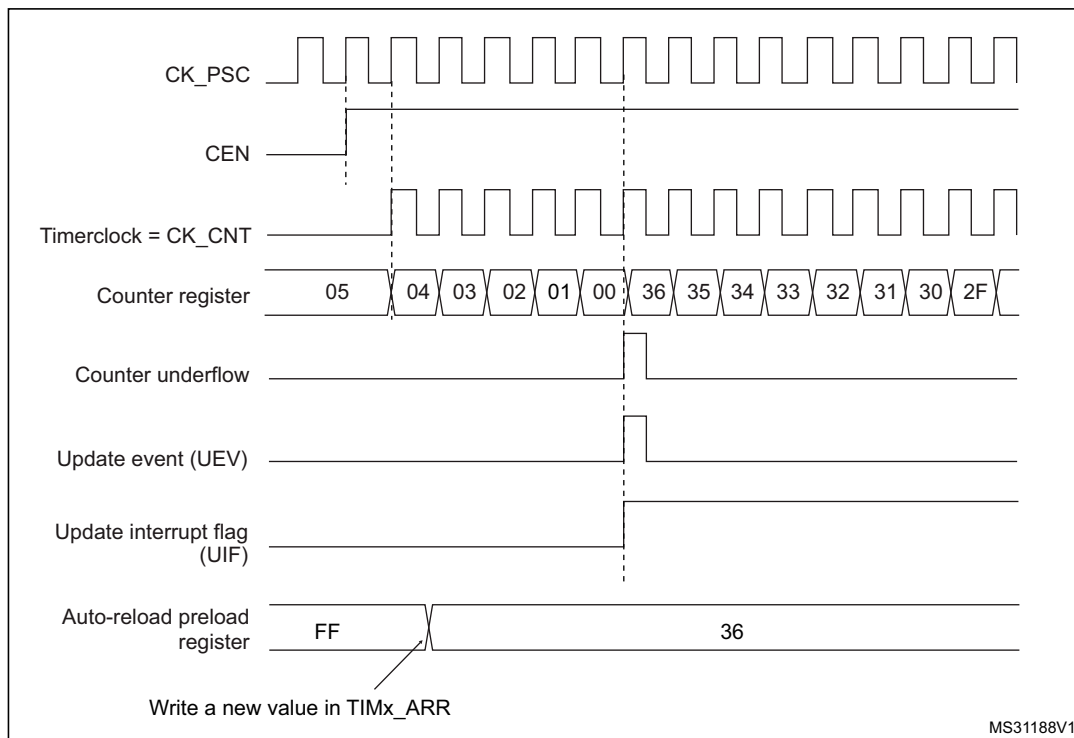 CK_PSC
CEN
Timerclock = CK_CNT
Counter register
05 04 03 02 01 00 36 35 34 33 32 31 30 2F
Counter underflow
Update event (UEV)
Update interrupt flag
(UIF)
Auto-reload preload
register
FF 36
Write a new value in TIMx_ARR
MS31188V1